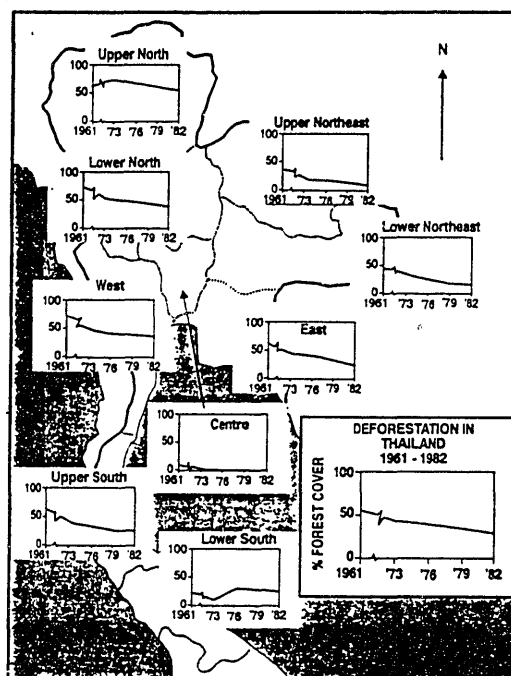 Upper North
100
50
0
1961 '73 '76 '79 '82
N
Upper Northeast
100
50
0
1961 '73 '76 '79 '82
Lower North
100
50
0
1961 '73 '76 '79 '82
Lower Northeast
100
50
0
1961 '73 '76 '79 '82
West
100
50
0
1961 '73 '76 '79 '82
East
100
50
0
1961 '73 '76 '79 '82
Centre
100
50
0
1961 '73 '76 '79 '82
Upper South
100
50
0
1961 '73 '76 '79 '82
Lower South
100
50
0
1961 '73 '76 '79 '82
DEFORESTATION IN
THAILAND
1961 - 1982
% FOREST COVER
100
50
0
1961 '73 '76 '79 '82